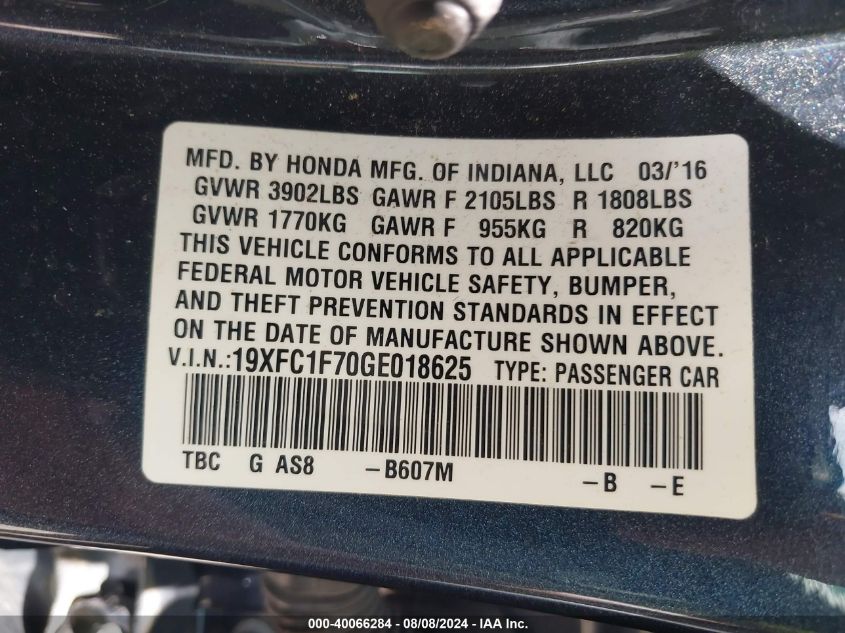 MFD. BY HONDA MFG. OF INDIANA, LLC 03/'16
GVWR 3902LBS GAWR F 2105LBS R 1808LBS
GVWR 1770KG GAWR F 955KG R 820KG
THIS VEHICLE CONFORMS TO ALL APPLICABLE
FEDERAL MOTOR VEHICLE SAFETY, BUMPER,
AND THEFT PREVENTION STANDARDS IN EFFECT
ON THE DATE OF MANUFACTURE SHOWN ABOVE.
V.I.N.:19XFC1F70GE018625 TYPE: PASSENGER CAR
TBC G AS8 -B607M -B -E
000-40066284 - 08/08/2024 - IAA Inc.